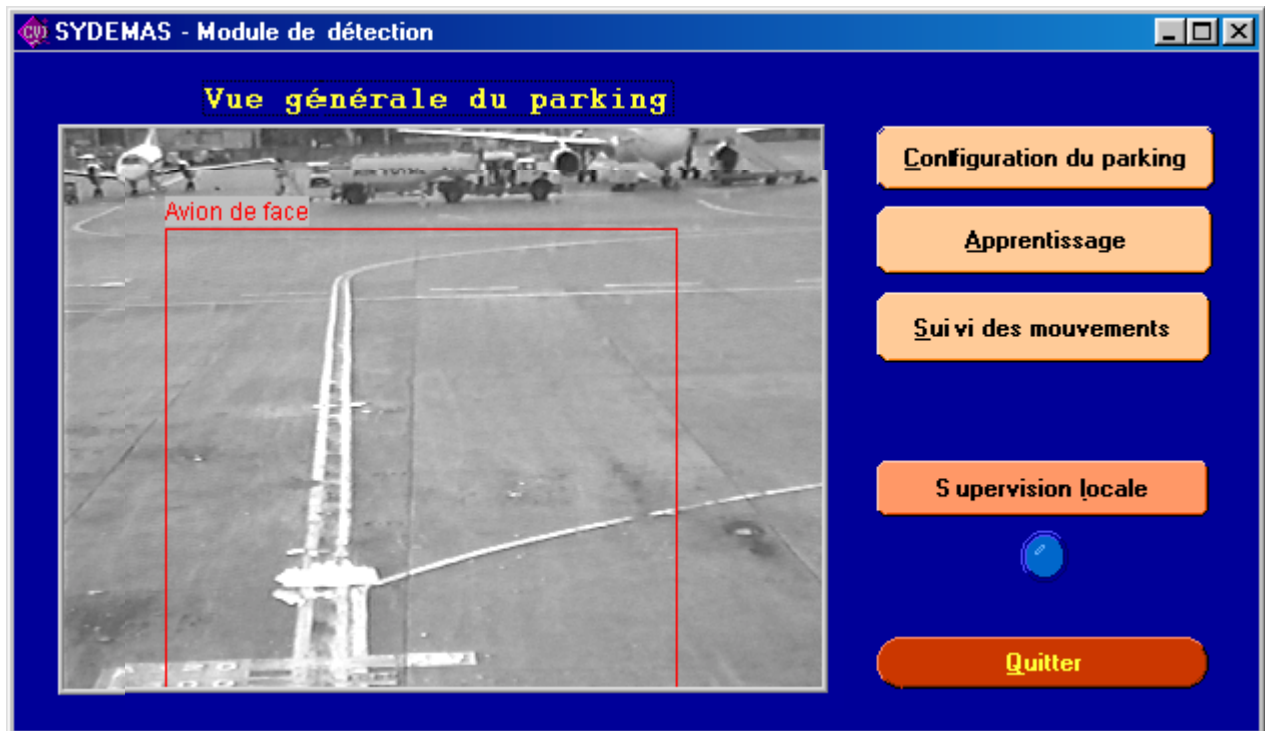 SYDEMAS - Module de détection
Vue générale du parking
Avion de face
Configuration du parking
Apprentissage
Suivi des mouvements
Supervision locale
Quitter